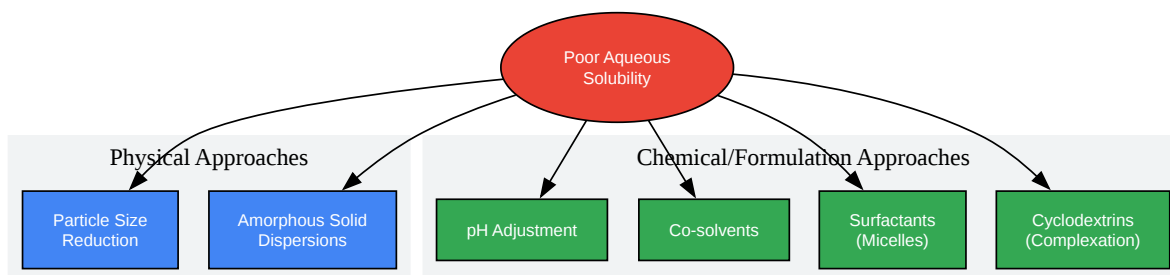 Poor Aqueous
Solubility
Physical Approaches
Chemical/Formulation Approaches
Particle Size
Reduction
Amorphous Solid
Dispersions
pH Adjustment
Co-solvents
Surfactants
(Micelles)
Cyclodextrins
(Complexation)